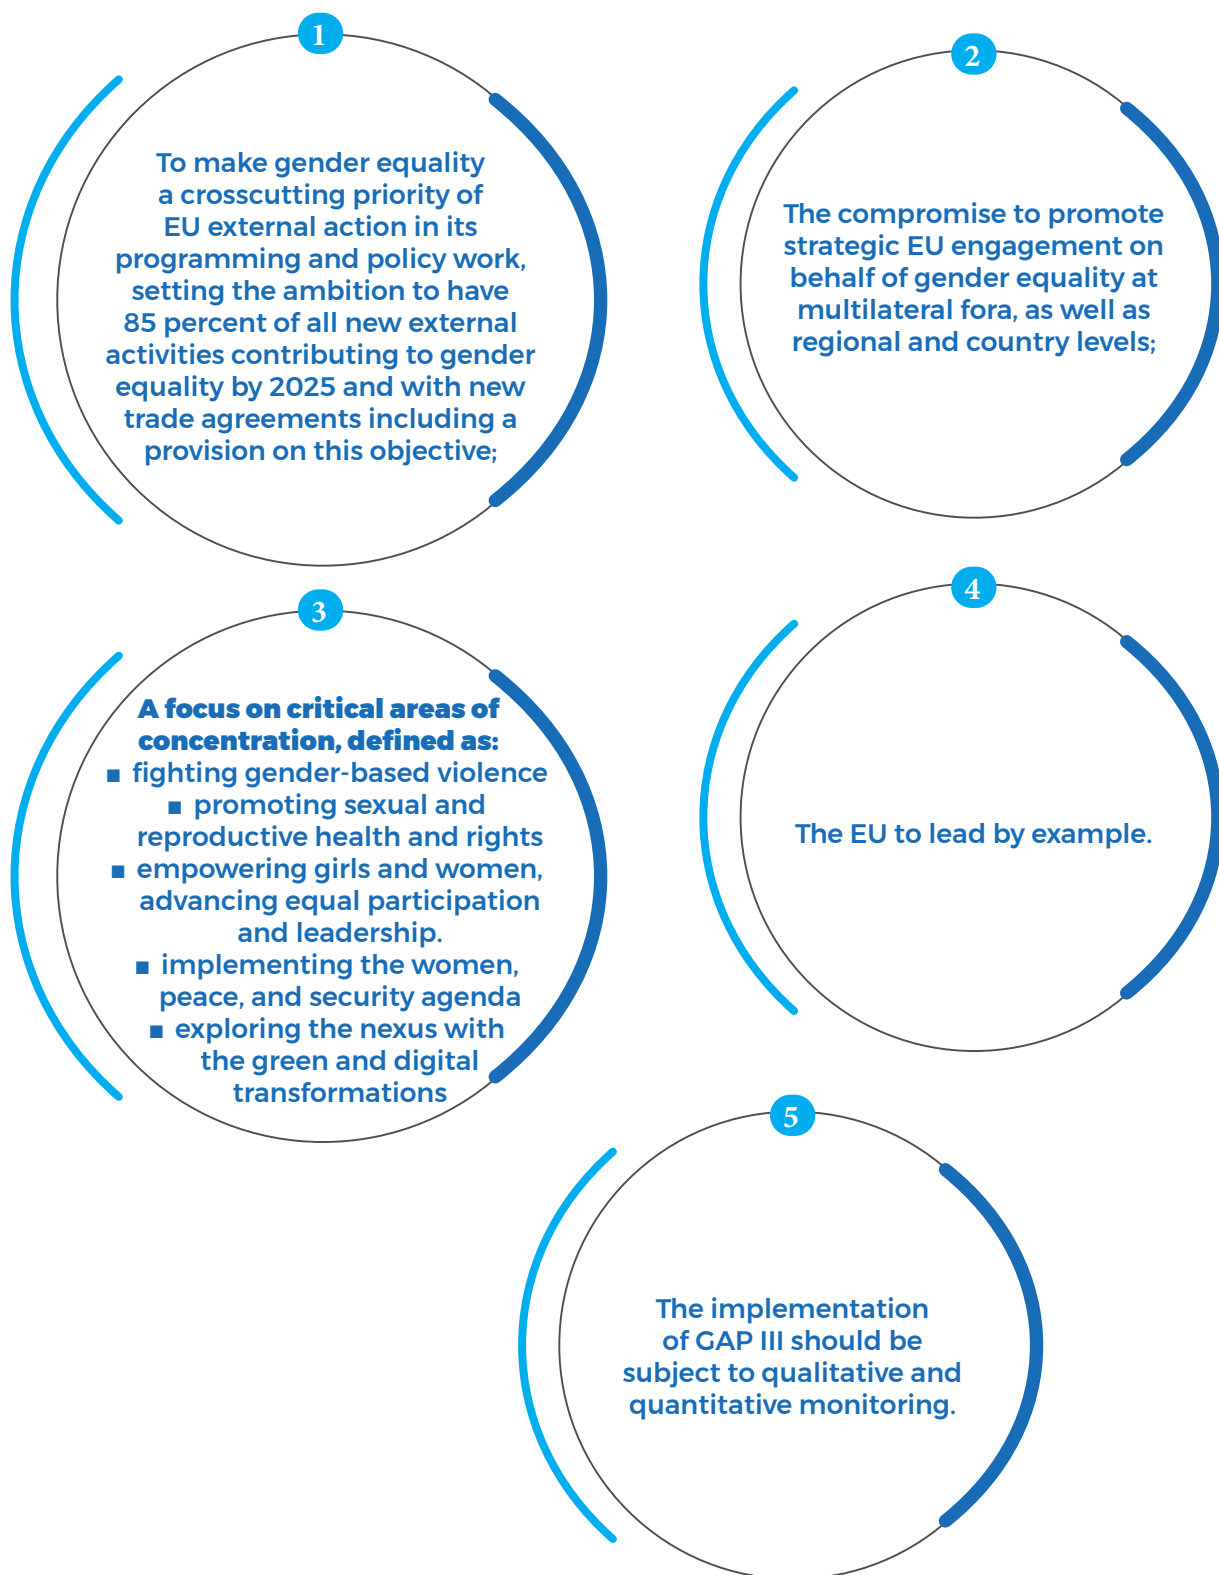 1
To make gender equality
a crosscutting priority of
EU external action in its
programming and policy work,
setting the ambition to have
85 percent of all new external
activities contributing to gender
equality by 2025 and with new
trade agreements including a
provision on this objective;
2
The compromise to promote
strategic EU engagement on
behalf of gender equality at
multilateral fora, as well as
regional and country levels;
3
A focus on critical areas of
concentration, defined as:
▪ fighting gender-based violence
▪ promoting sexual and
reproductive health and rights
▪ empowering girls and women,
advancing equal participation
and leadership.
▪ implementing the women,
peace, and security agenda
▪ exploring the nexus with
the green and digital
transformations
4
The EU to lead by example.
5
The implementation
of GAP III should be
subject to qualitative and
quantitative monitoring.